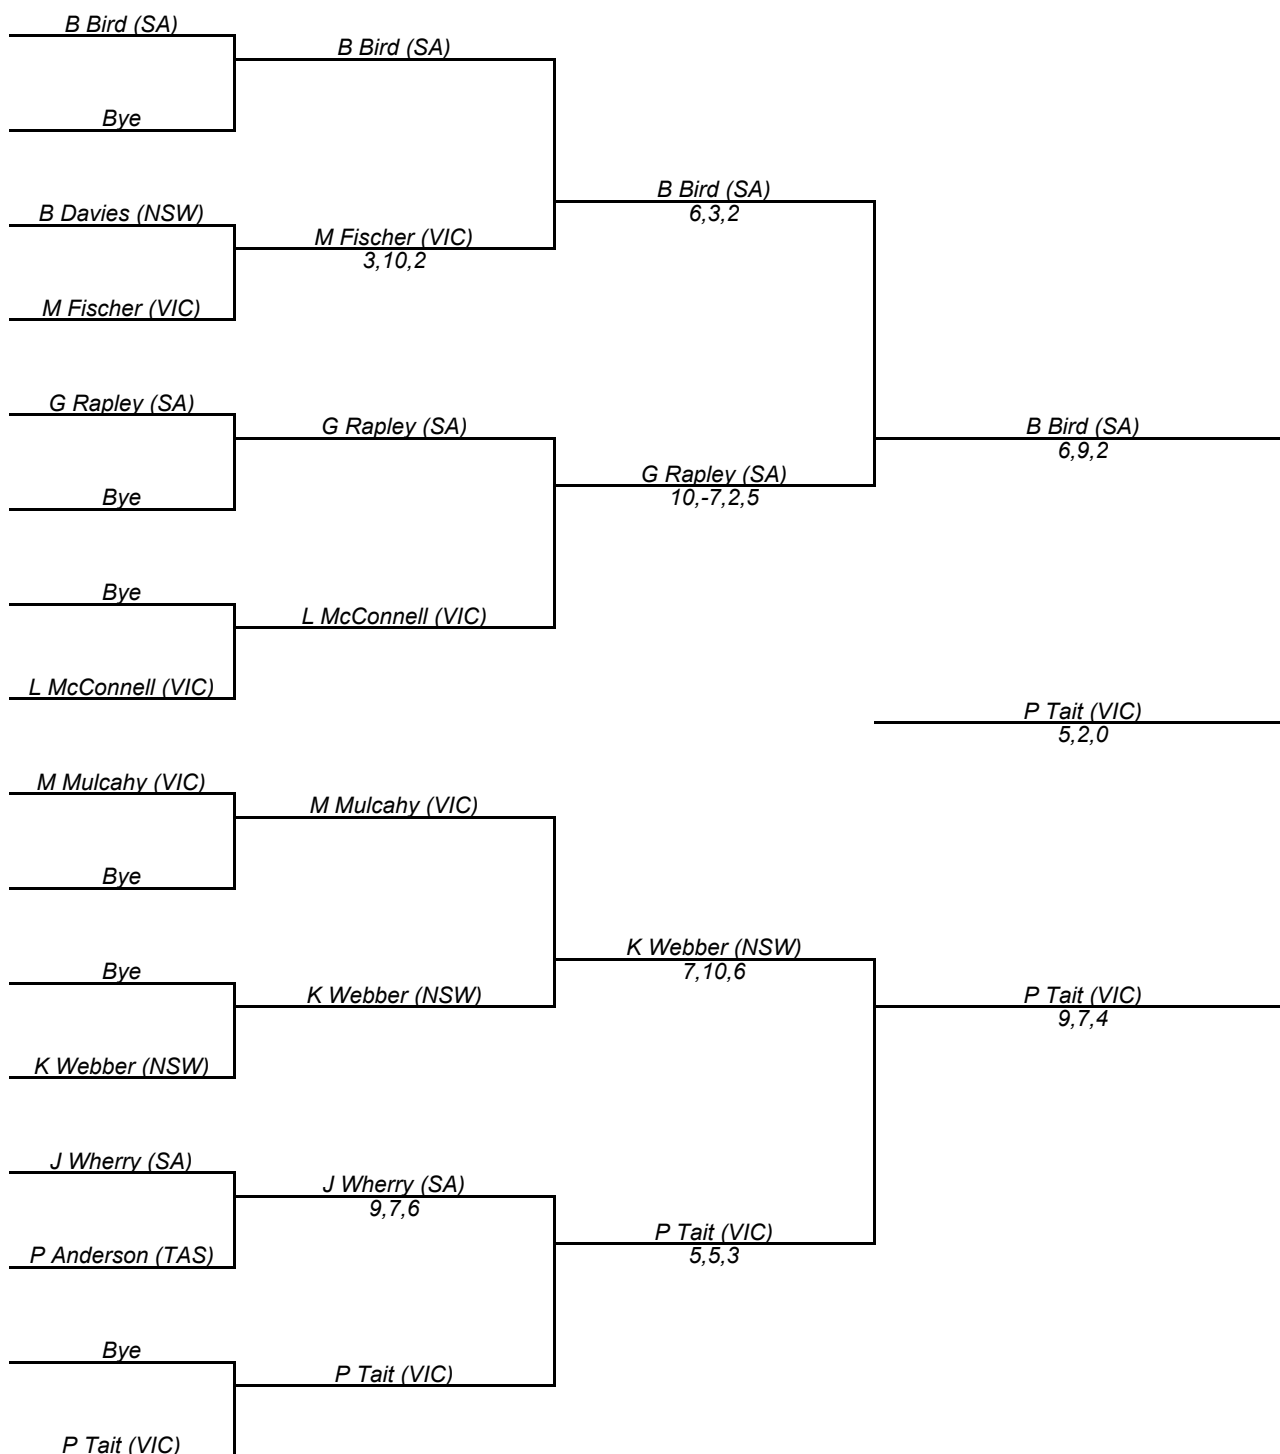 B Bird (SA)
B Bird (SA)
Bye
B Bird (SA)
6,3,2
B Davies (NSW)
M Fischer (VIC)
3,10,2
M Fischer (VIC)
G Rapley (SA)
G Rapley (SA)
B Bird (SA)
6,9,2
G Rapley (SA)
10,-7,2,5
Bye
Bye
L McConnell (VIC)
L McConnell (VIC)
P Tait (VIC)
5,2,0
M Mulcahy (VIC)
M Mulcahy (VIC)
Bye
K Webber (NSW)
7,10,6
Bye
K Webber (NSW)
P Tait (VIC)
9,7,4
K Webber (NSW)
J Wherry (SA)
J Wherry (SA)
9,7,6
P Tait (VIC)
5,5,3
P Anderson (TAS)
Bye
P Tait (VIC)
P Tait (VIC)